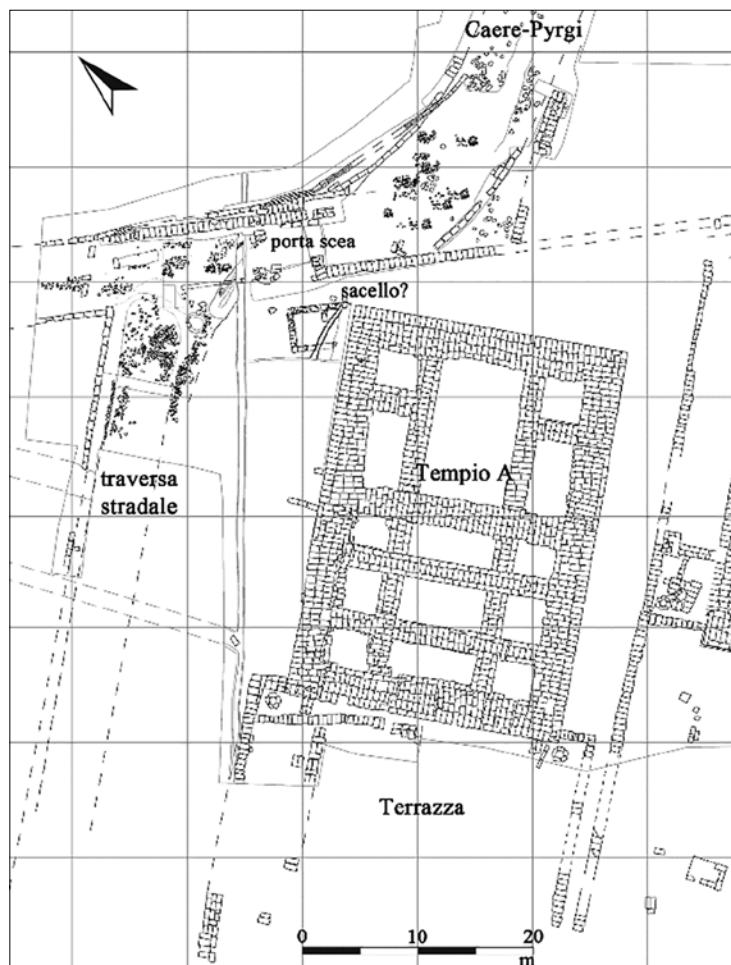 Caere-Pyrgi
porta scea
sacello?
Tempio A
traversa
stradale
Terrazza
0 10 20
m